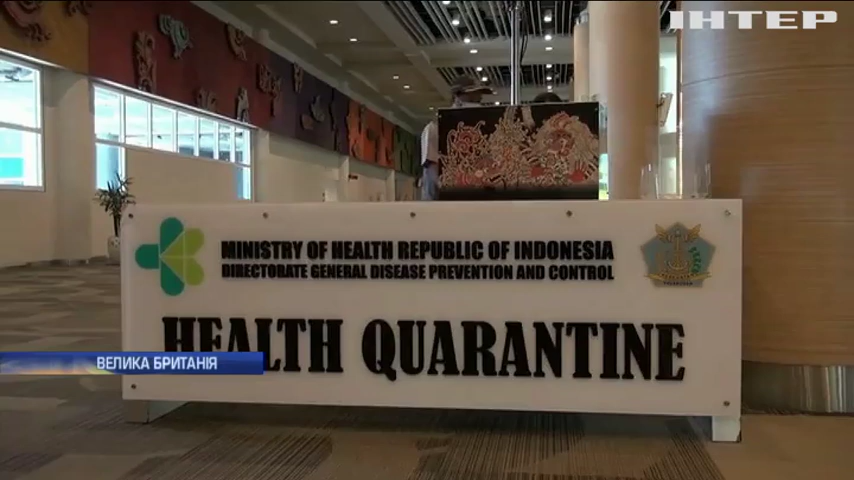 ІНТЕР
MINISTRY OF HEALTH REPUBLIC OF INDONESIA
DIRECTORATE GENERAL DISEASE PREVENTION AND CONTROL
HEALTH QUARANTINE
ВЕЛИКА БРИТАНІЯ